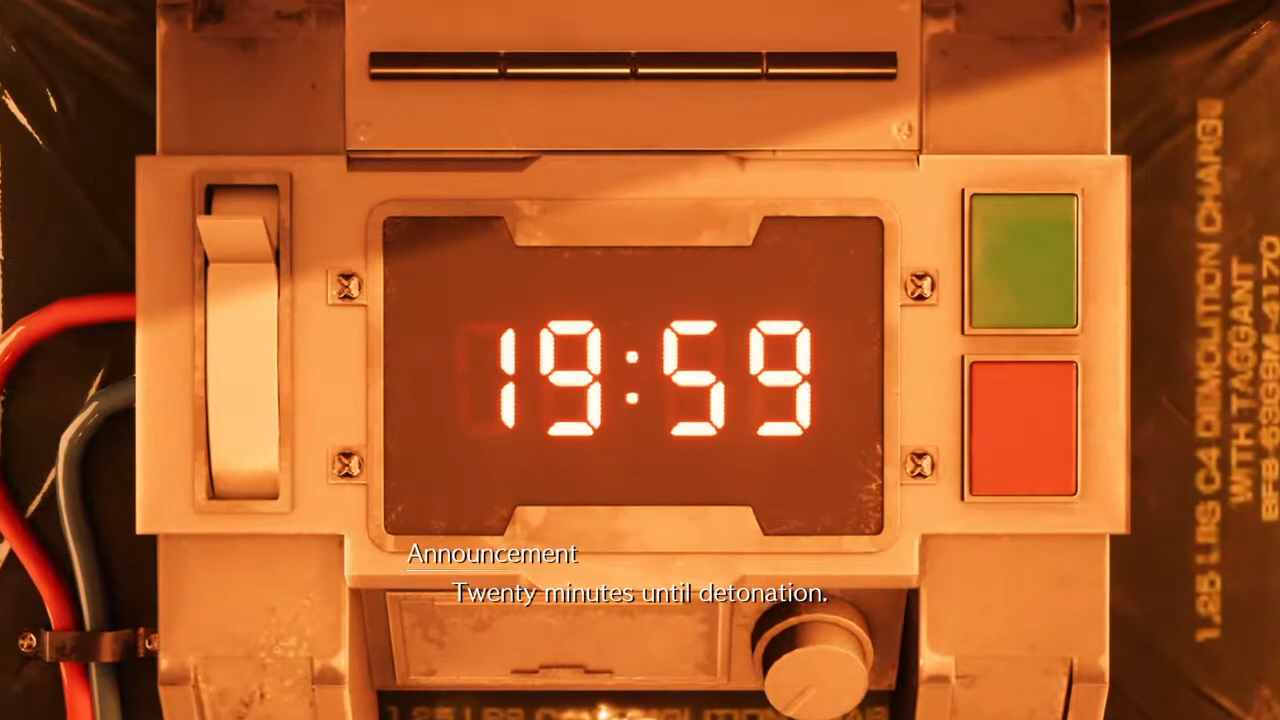 19:59
Announcement
Twenty minutes until detonation.
1.25 LBS C4 DEMOLITION CHARGE
WITH TAGGANT